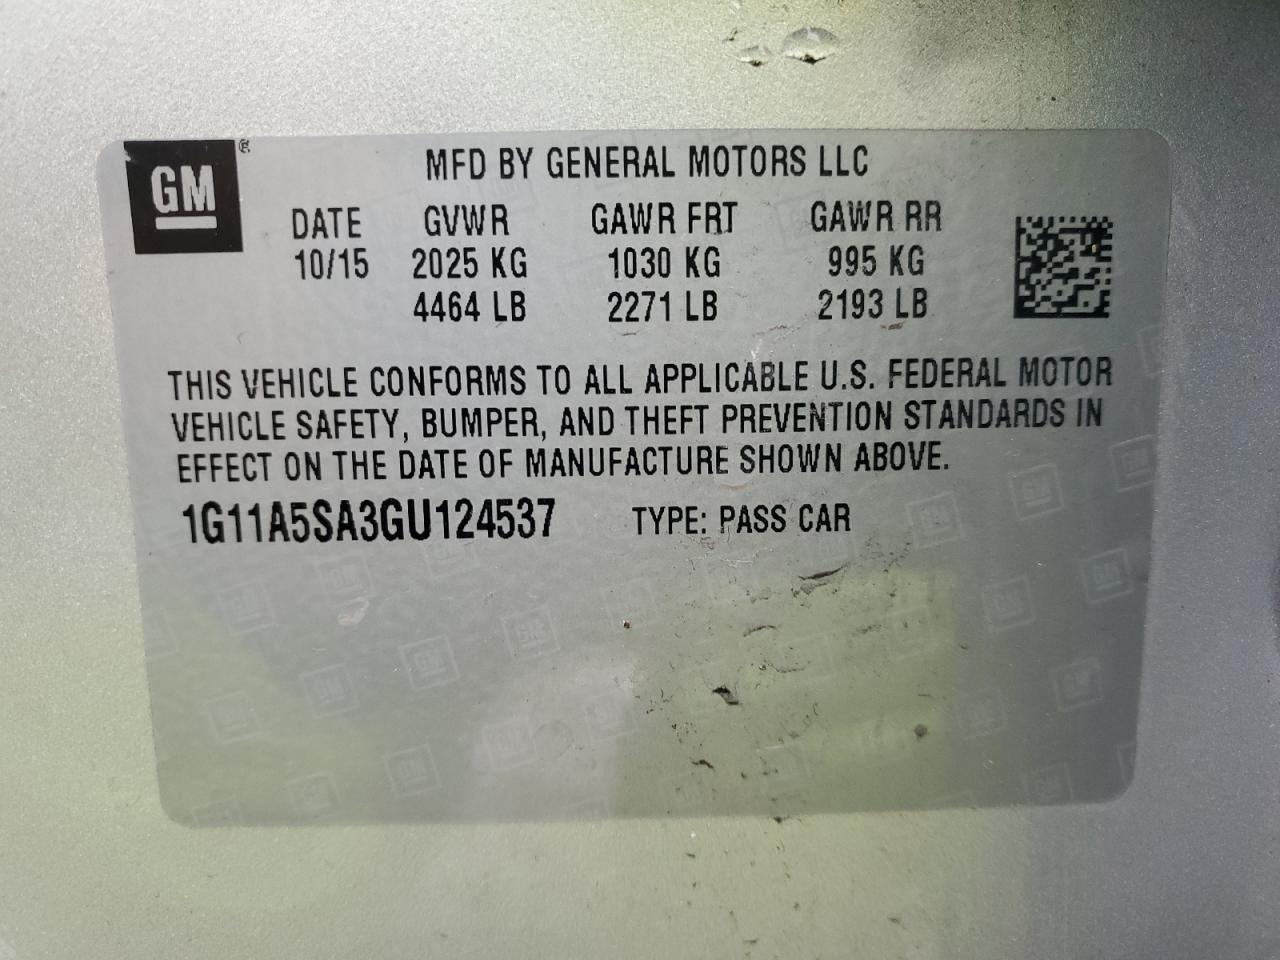 GM ®
MFD BY GENERAL MOTORS LLC
DATE GVWR GAWR FRT GAWR RR
10/15 2025 KG 1030 KG 995 KG
4464 LB 2271 LB 2193 LB
THIS VEHICLE CONFORMS TO ALL APPLICABLE U.S. FEDERAL MOTOR
VEHICLE SAFETY, BUMPER, AND THEFT PREVENTION STANDARDS IN
EFFECT ON THE DATE OF MANUFACTURE SHOWN ABOVE.
1G11A5SA3GU124537 TYPE: PASS CAR